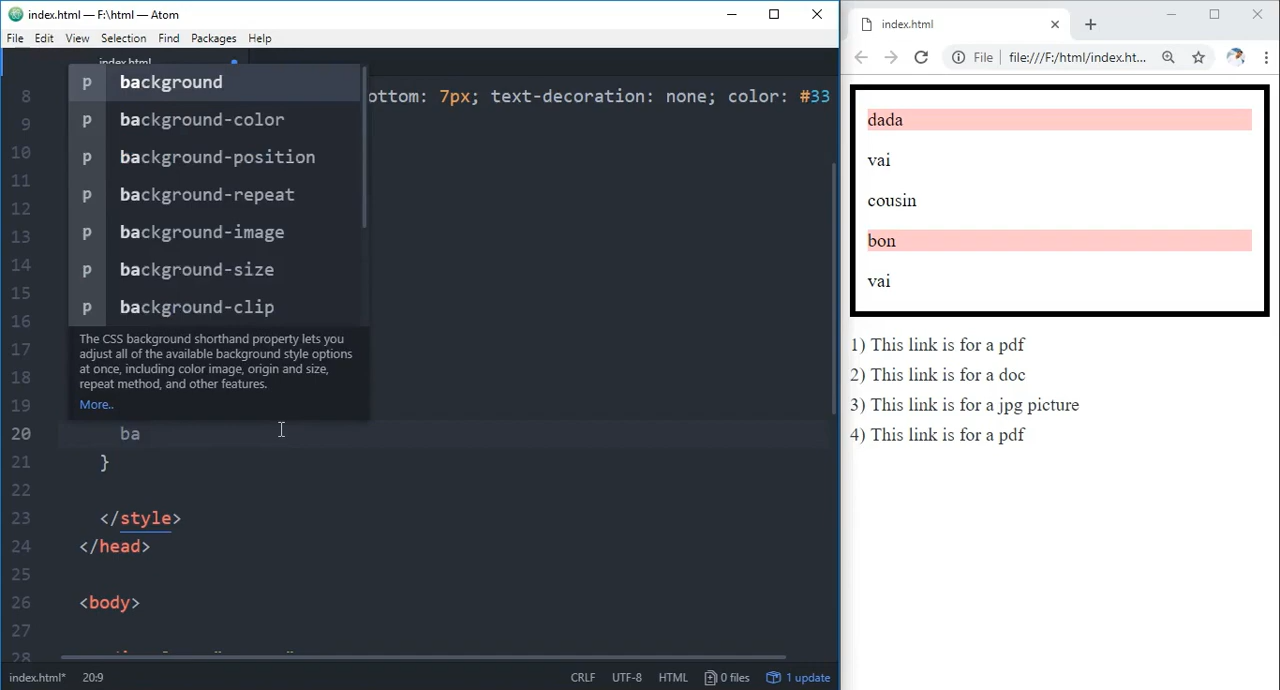 index.html — F:\html — Atom
File Edit View Selection Find Packages Help
index.html
p background
p background-color
p background-position
p background-repeat
p background-image
p background-size
p background-clip
The CSS background shorthand property lets you
adjust all of the available background style options
at once, including color image, origin and size,
repeat method, and other features.
More..
8 ottom: 7px; text-decoration: none; color: #33
9
10
11
12
13
14
15
16
17
18
19
20 ba
21 }
22
23 </style>
24 </head>
25
26 <body>
27
28
index.html* 20:9 CRLF UTF-8 HTML 0 files 1 update
index.html
File file:///F:/html/index.ht...
dada
vai
cousin
bon
vai
1) This link is for a pdf
2) This link is for a doc
3) This link is for a jpg picture
4) This link is for a pdf